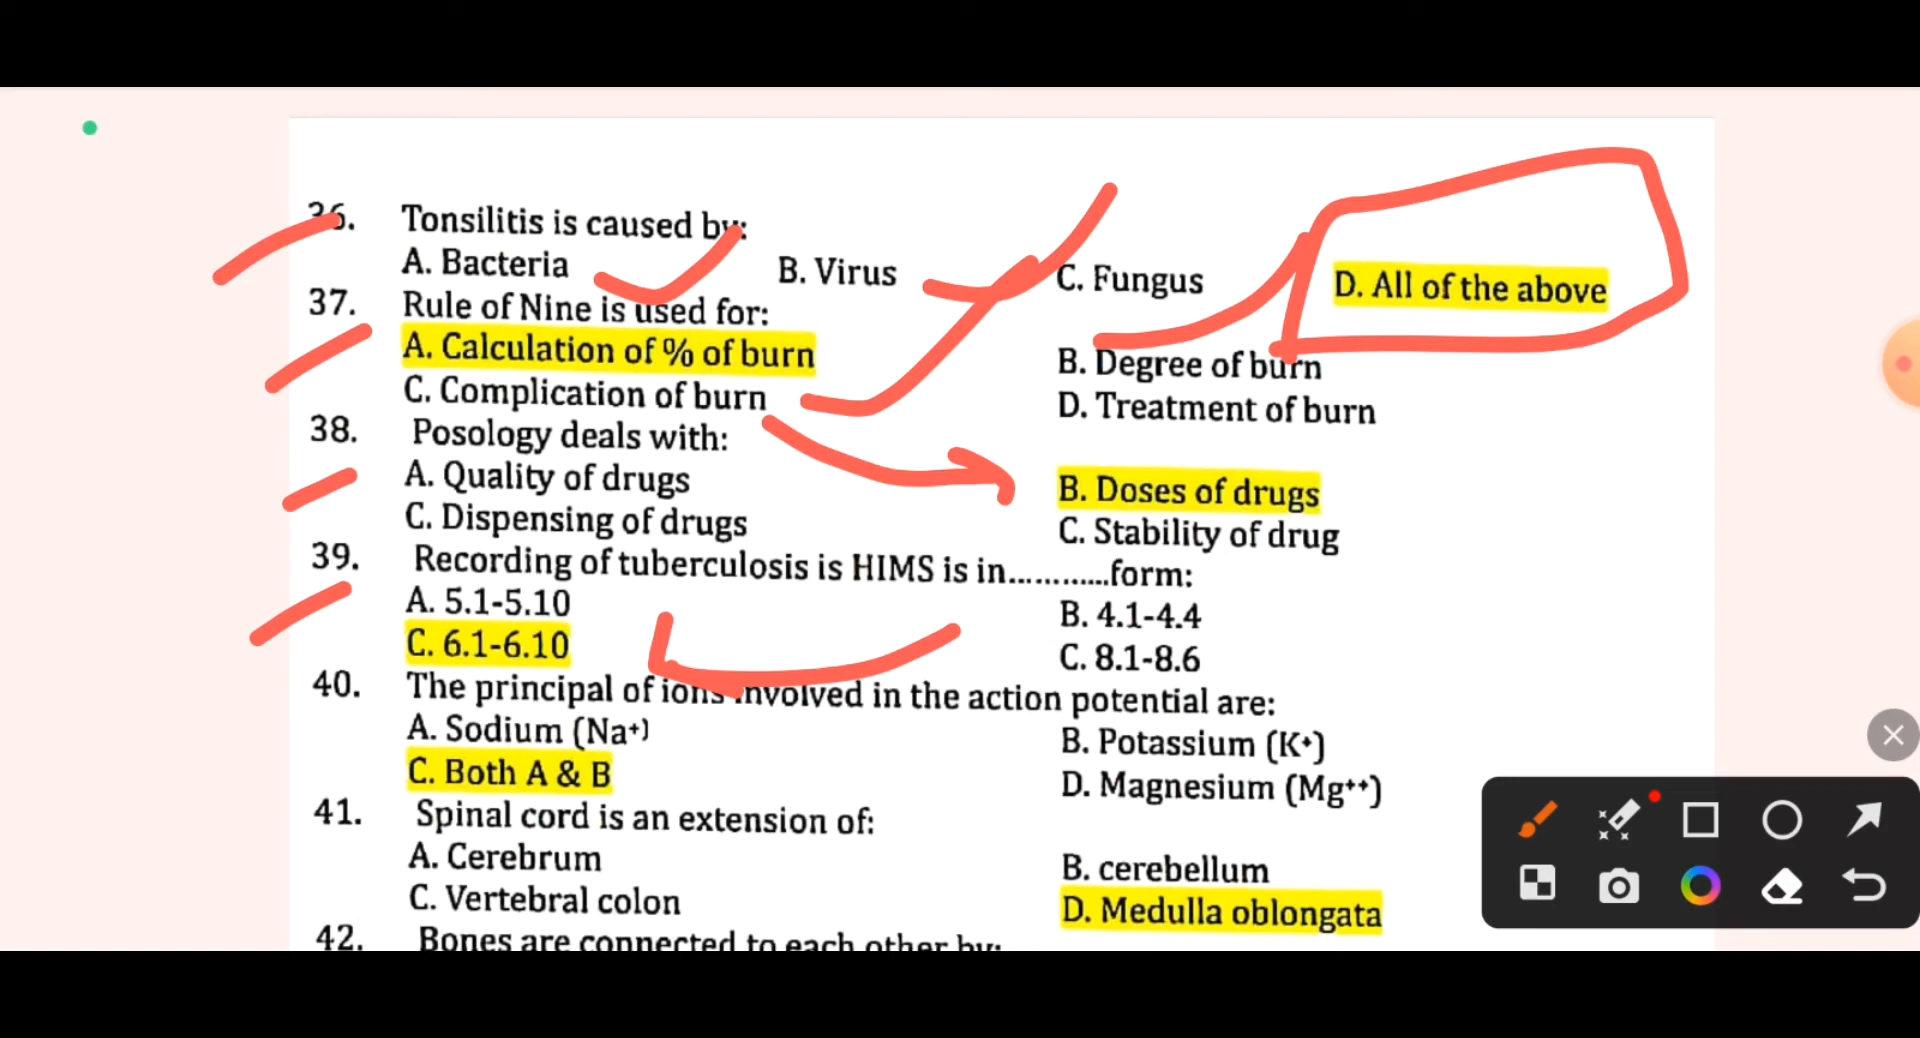 36. Tonsilitis is caused by:
A. Bacteria B. Virus C. Fungus D. All of the above
37. Rule of Nine is used for:
A. Calculation of % of burn B. Degree of burn
C. Complication of burn D. Treatment of burn
38. Posology deals with:
A. Quality of drugs B. Doses of drugs
C. Dispensing of drugs C. Stability of drug
39. Recording of tuberculosis is HIMS is in............form:
A. 5.1-5.10 B. 4.1-4.4
C. 6.1-6.10 C. 8.1-8.6
40. The principal of ions involved in the action potential are:
A. Sodium (Na+) B. Potassium (K+)
C. Both A & B D. Magnesium (Mg++)
41. Spinal cord is an extension of:
A. Cerebrum B. cerebellum
C. Vertebral colon D. Medulla oblongata
42. Bones are connected to each other by: